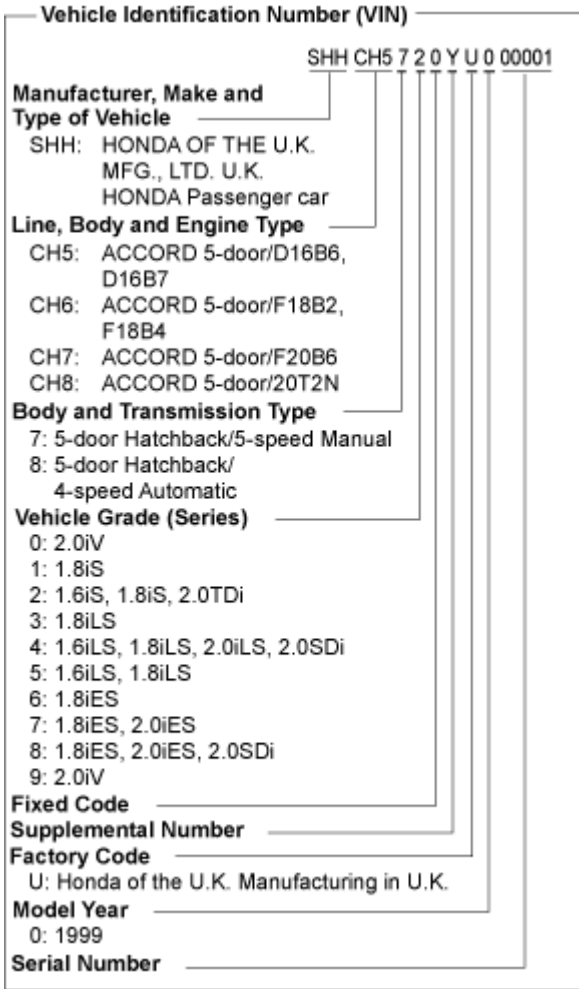 Vehicle Identification Number (VIN)
SHH CH5 7 2 0 Y U 0 00001
Manufacturer, Make and
Type of Vehicle
SHH: HONDA OF THE U.K.
MFG., LTD. U.K.
HONDA Passenger car
Line, Body and Engine Type
CH5: ACCORD 5-door/D16B6,
D16B7
CH6: ACCORD 5-door/F18B2,
F18B4
CH7: ACCORD 5-door/F20B6
CH8: ACCORD 5-door/20T2N
Body and Transmission Type
7: 5-door Hatchback/5-speed Manual
8: 5-door Hatchback/
4-speed Automatic
Vehicle Grade (Series)
0: 2.0iV
1: 1.8iS
2: 1.6iS, 1.8iS, 2.0TDi
3: 1.8iLS
4: 1.6iLS, 1.8iLS, 2.0iLS, 2.0SDi
5: 1.6iLS, 1.8iLS
6: 1.8iES
7: 1.8iES, 2.0iES
8: 1.8iES, 2.0iES, 2.0SDi
9: 2.0iV
Fixed Code
Supplemental Number
Factory Code
U: Honda of the U.K. Manufacturing in U.K.
Model Year
0: 1999
Serial Number